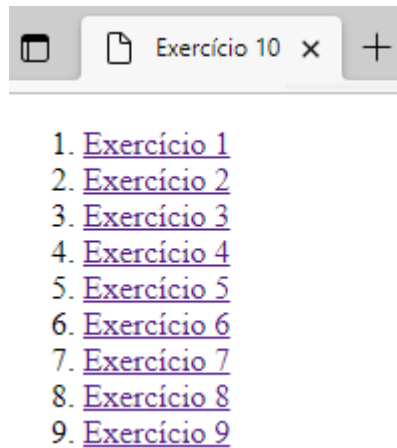 Exercício 10
1. Exercício 1
2. Exercício 2
3. Exercício 3
4. Exercício 4
5. Exercício 5
6. Exercício 6
7. Exercício 7
8. Exercício 8
9. Exercício 9